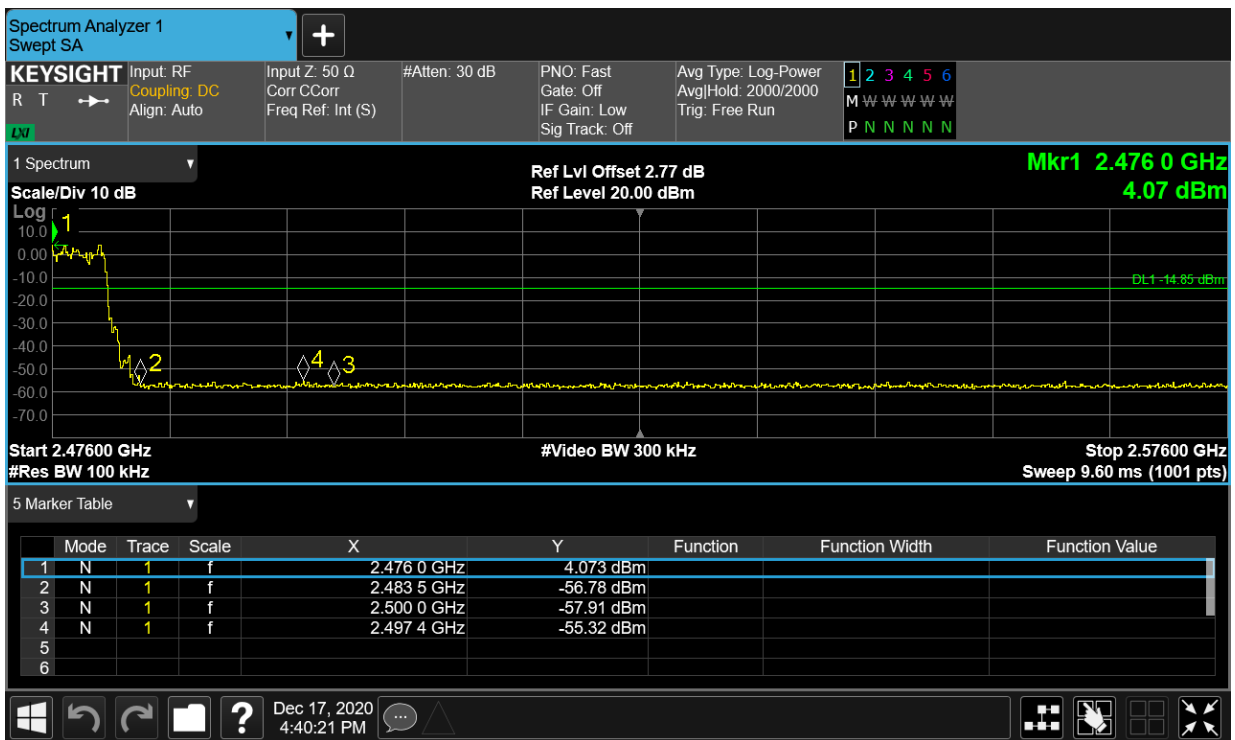 Spectrum Analyzer 1
Swept SA
+
KEYSIGHT
R T
LXI
Input: RF
Coupling: DC
Align: Auto
Input Z: 50 Ω
Corr CCorr
Freq Ref: Int (S)
#Atten: 30 dB
PNO: Fast
Gate: Off
IF Gain: Low
Sig Track: Off
Avg Type: Log-Power
Avg|Hold: 2000/2000
Trig: Free Run
1 2 3 4 5 6
M W W W W W
P N N N N N
1 Spectrum
Scale/Div 10 dB
Ref Lvl Offset 2.77 dB
Ref Level 20.00 dBm
Mkr1 2.476 0 GHz
4.07 dBm
Log
10.0
0.00
-10.0
-20.0
-30.0
-40.0
-50.0
-60.0
-70.0
1
2
4
3
DL1 -14.85 dBm
Start 2.47600 GHz
#Res BW 100 kHz
#Video BW 300 kHz
Stop 2.57600 GHz
Sweep 9.60 ms (1001 pts)
5 Marker Table
Mode Trace Scale X Y Function Function Width Function Value
1 N 1 f 2.476 0 GHz 4.073 dBm
2 N 1 f 2.483 5 GHz -56.78 dBm
3 N 1 f 2.500 0 GHz -57.91 dBm
4 N 1 f 2.497 4 GHz -55.32 dBm
5
6
?
Dec 17, 2020
4:40:21 PM